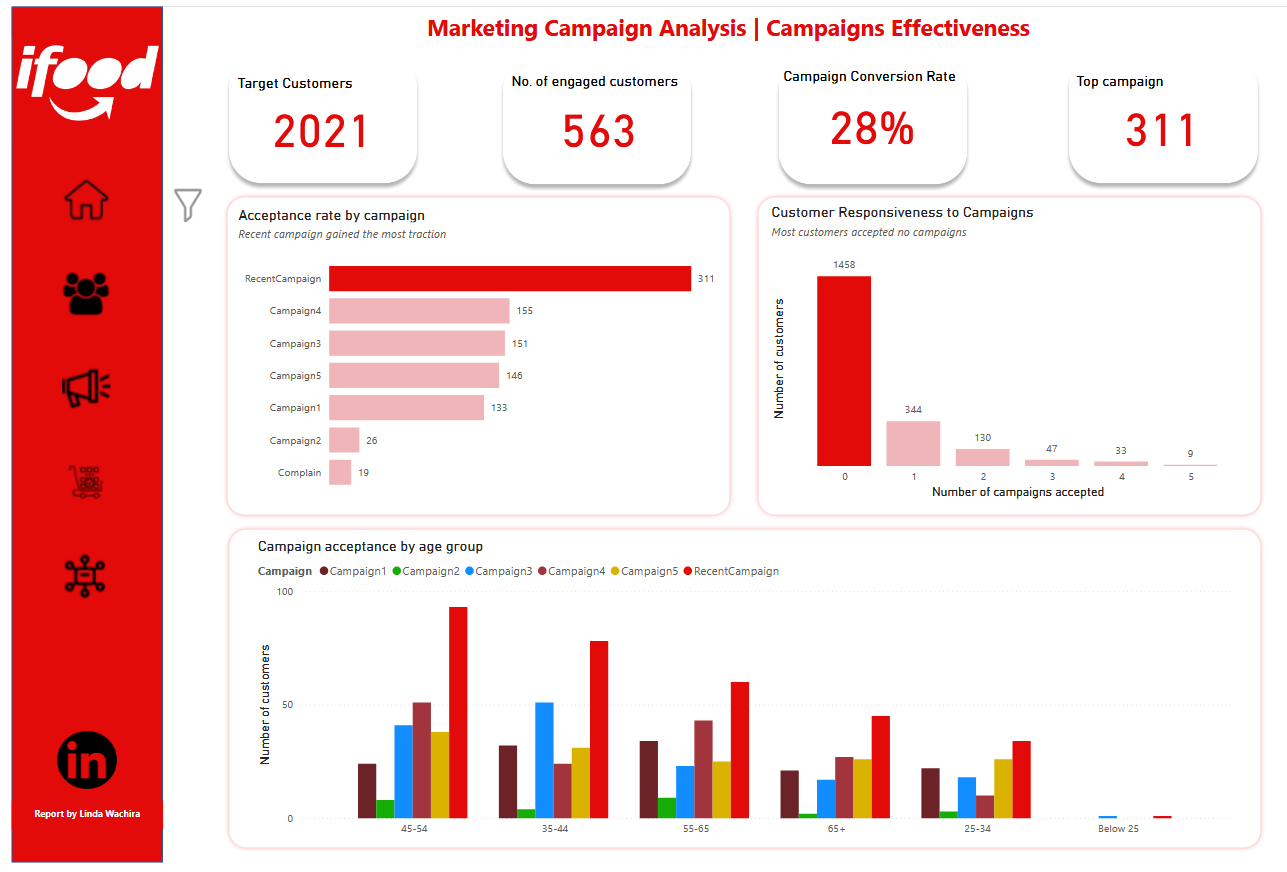 ifood
Marketing Campaign Analysis | Campaigns Effectiveness
Target Customers
2021
No. of engaged customers
563
Campaign Conversion Rate
28%
Top campaign
311
Acceptance rate by campaign
Recent campaign gained the most traction
RecentCampaign 311
Campaign4 155
Campaign3 151
Campaign5 146
Campaign1 133
Campaign2 26
Complain 19
Customer Responsiveness to Campaigns
Most customers accepted no campaigns
Number of customers
1458
344
130
47
33
9
0 1 2 3 4 5
Number of campaigns accepted
Campaign acceptance by age group
Campaign Campaign1 Campaign2 Campaign3 Campaign4 Campaign5 RecentCampaign
Number of customers
100
50
0
45-54 35-44 55-65 65+ 25-34 Below 25
in
Report by Linda Wachira